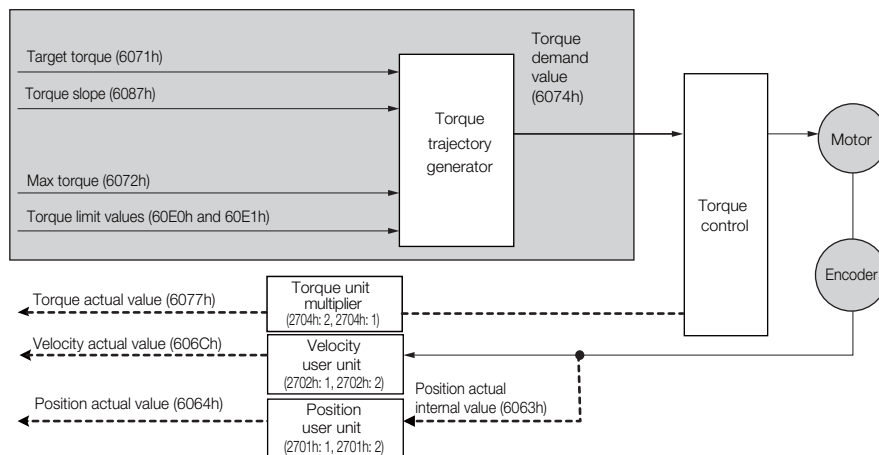 Target torque (6071h)
Torque slope (6087h)
Max torque (6072h)
Torque limit values (60E0h and 60E1h)
Torque
trajectory
generator
Torque
demand
value
(6074h)
Torque
control
Motor
Encoder
Torque actual value (6077h)
Torque unit
multiplier
(2704h: 2, 2704h: 1)
Velocity actual value (606Ch)
Velocity
user unit
(2702h: 1, 2702h: 2)
Position actual value (6064h)
Position
user unit
(2701h: 1, 2701h: 2)
Position actual
internal value (6063h)